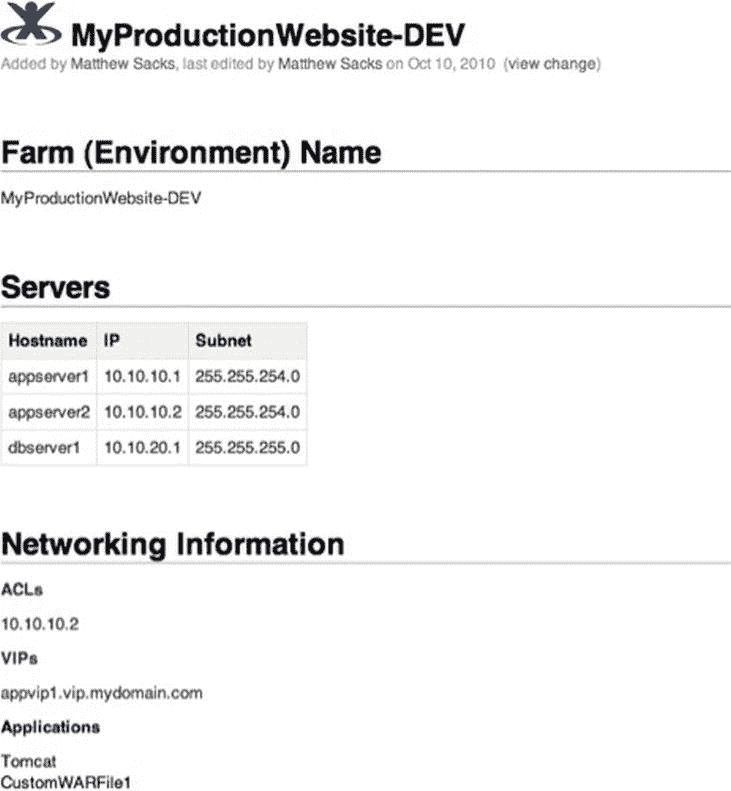 MyProductionWebsite-DEV
Added by Matthew Sacks, last edited by Matthew Sacks on Oct 10, 2010 (view change)
Farm (Environment) Name
MyProductionWebsite-DEV
Servers
Hostname IP Subnet
appserver1 10.10.10.1 255.255.254.0
appserver2 10.10.10.2 255.255.254.0
dbserver1 10.10.20.1 255.255.255.0
Networking Information
ACLs
10.10.10.2
VIPs
appvip1.vip.mydomain.com
Applications
Tomcat
CustomWARFile1